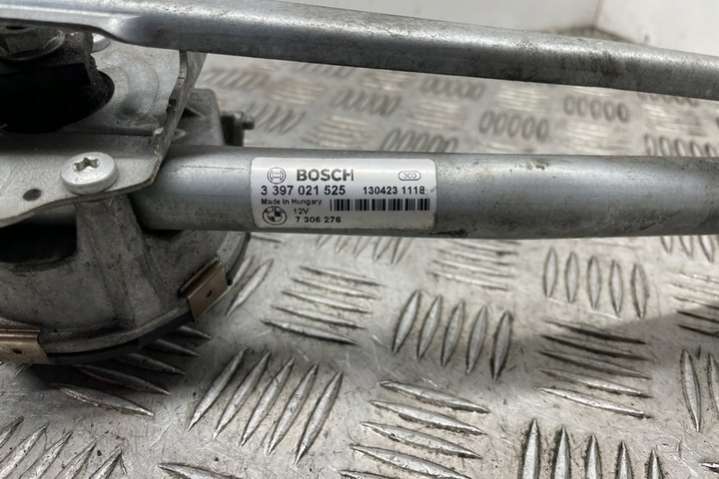 BOSCH
3 397 021 525 130423 1118
Made in Hungary
12V
7 306 276